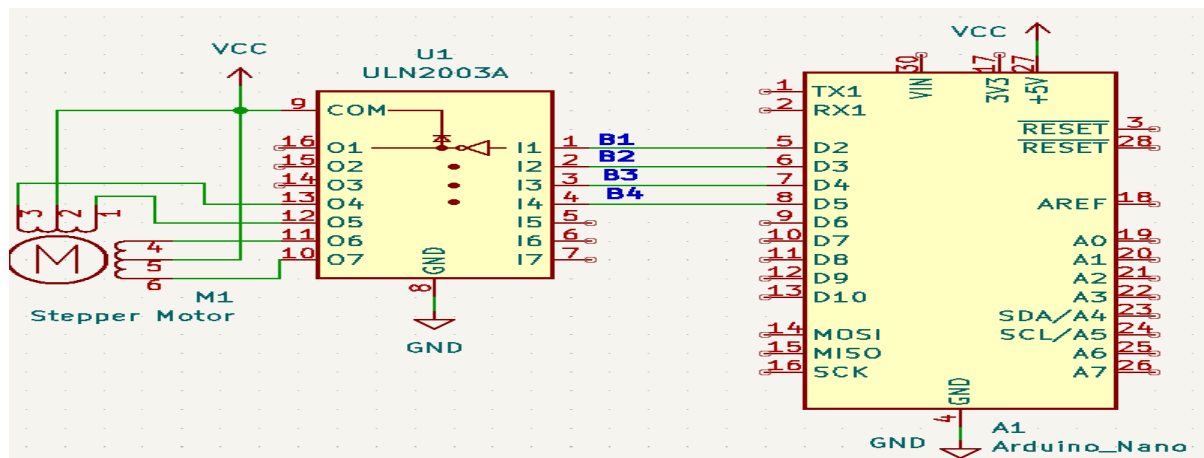 VCC
U1
ULN2003A
9 COM
16 O1
15 O2
14 O3
13 O4
12 O5
11 O6
10 O7
I1 1 B1
I2 2 B2
I3 3 B3
I4 4 B4
I5 5
I6 6
I7 7
GND
8
GND
3 2 1
M
4
5
6
M1
Stepper Motor
VCC
30 17 27
VIN 3V3 +5V
1 TX1
2 RX1
5 D2
6 D3
7 D4
8 D5
9 D6
10 D7
11 D8
12 D9
13 D10
14 MOSI
15 MISO
16 SCK
RESET 3
RESET 28
AREF 18
A0 19
A1 20
A2 21
A3 22
SDA/A4 23
SCL/A5 24
A6 25
A7 26
GND
4
GND
A1
Arduino_Nano